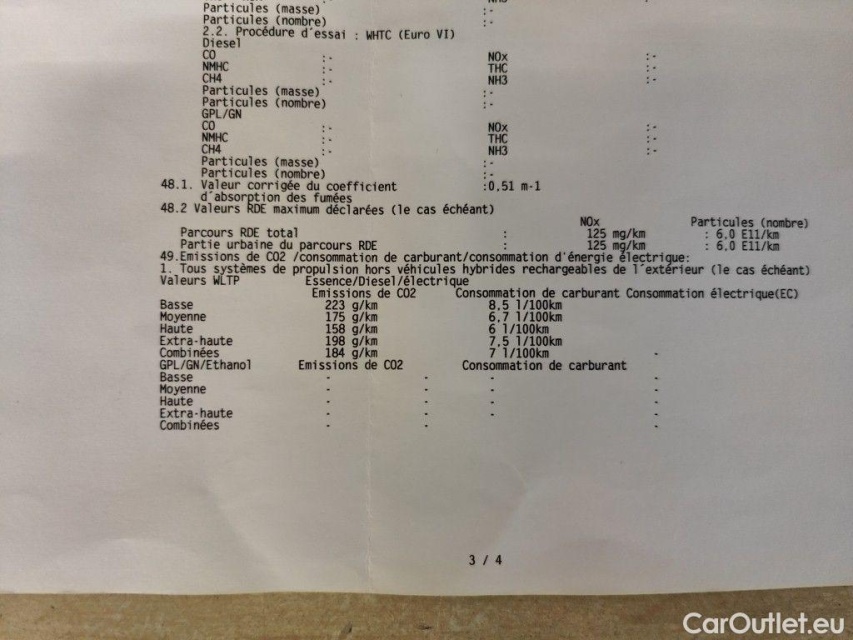 Particules (masse) :-
Particules (nombre) :-
2.2. Procédure d'essai : WHTC (Euro VI)
Diesel
CO :- NOx :-
NMHC :- THC :-
CH4 :- NH3 :-
Particules (masse) :-
Particules (nombre) :-
GPL/GN
CO :- NOx :-
NMHC :- THC :-
CH4 :- NH3 :-
Particules (masse) :-
Particules (nombre) :-
48.1. Valeur corrigée du coefficient :0,51 m-1
d'absorption des fumées
48.2 Valeurs RDE maximum déclarées (le cas échéant)
NOx Particules (nombre)
Parcours RDE total : 125 mg/km : 6,0 E11/km
Partie urbaine du parcours RDE : 125 mg/km : 6,0 E11/km
49.Emissions de CO2 /consommation de carburant/consommation d'énergie électrique:
1. Tous systèmes de propulsion hors véhicules hybrides rechargeables de l'extérieur (le cas échéant)
Valeurs WLTP Essence/Diesel/électrique
Emissions de CO2 Consommation de carburant Consommation électrique(EC)
Basse 223 g/km 8,5 l/100km
Moyenne 175 g/km 6,7 l/100km
Haute 158 g/km 6 l/100km
Extra-haute 198 g/km 7,5 l/100km
Combinées 184 g/km 7 l/100km -
GPL/GN/Ethanol Emissions de CO2 Consommation de carburant
Basse - - - -
Moyenne - - - -
Haute - - - -
Extra-haute - - - -
Combinées - - -
3 / 4
CarOutlet.eu